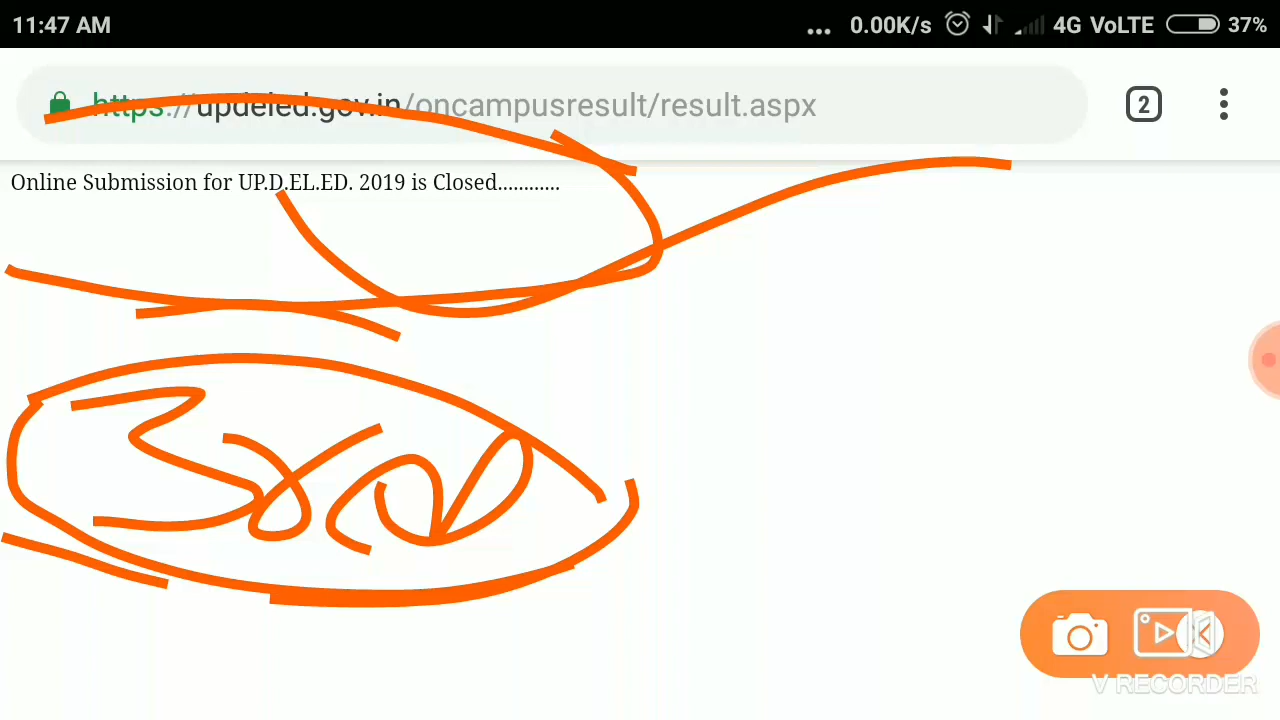 11:47 AM ... 0.00K/s 4G VoLTE 37%
https://updeled.gov.in/oncampusresult/result.aspx 2
Online Submission for UP.D.EL.ED. 2019 is Closed............
V RECORDER